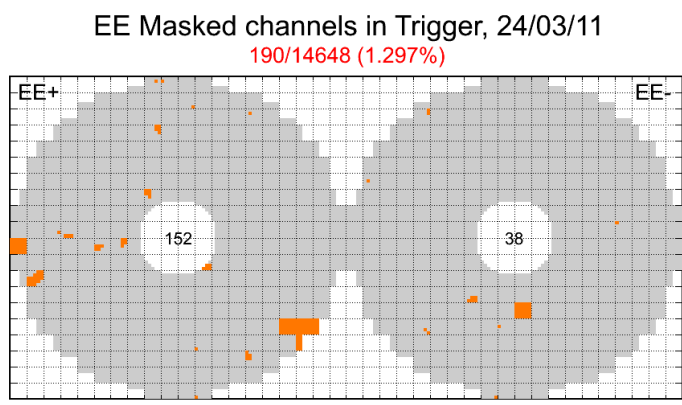 EE Masked channels in Trigger, 24/03/11
190/14648 (1.297%)
EE+ EE-
152 38